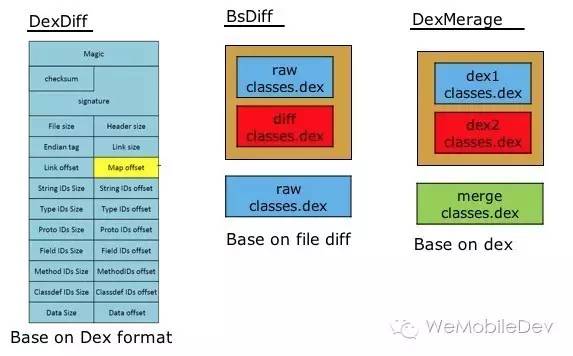 DexDiff
Magic
checksum
signature
File size
Header size
Endian tag
Link size
Link offset
Map offset
String IDs Size
String IDs offset
Type IDs Size
Type IDs offset
Proto IDs Size
Proto IDs offset
Field IDs Size
Field IDs offset
Method IDs Size
MethodIDs offset
Classdef IDs Size
Classdef IDs offset
Data Size
Data offset
Base on Dex format
BsDiff
raw
classes.dex
diff
classes.dex
raw
classes.dex
Base on file diff
DexMerage
dex1
classes.dex
dex2
classes.dex
merge
classes.dex
Base on dex
WeMobileDev